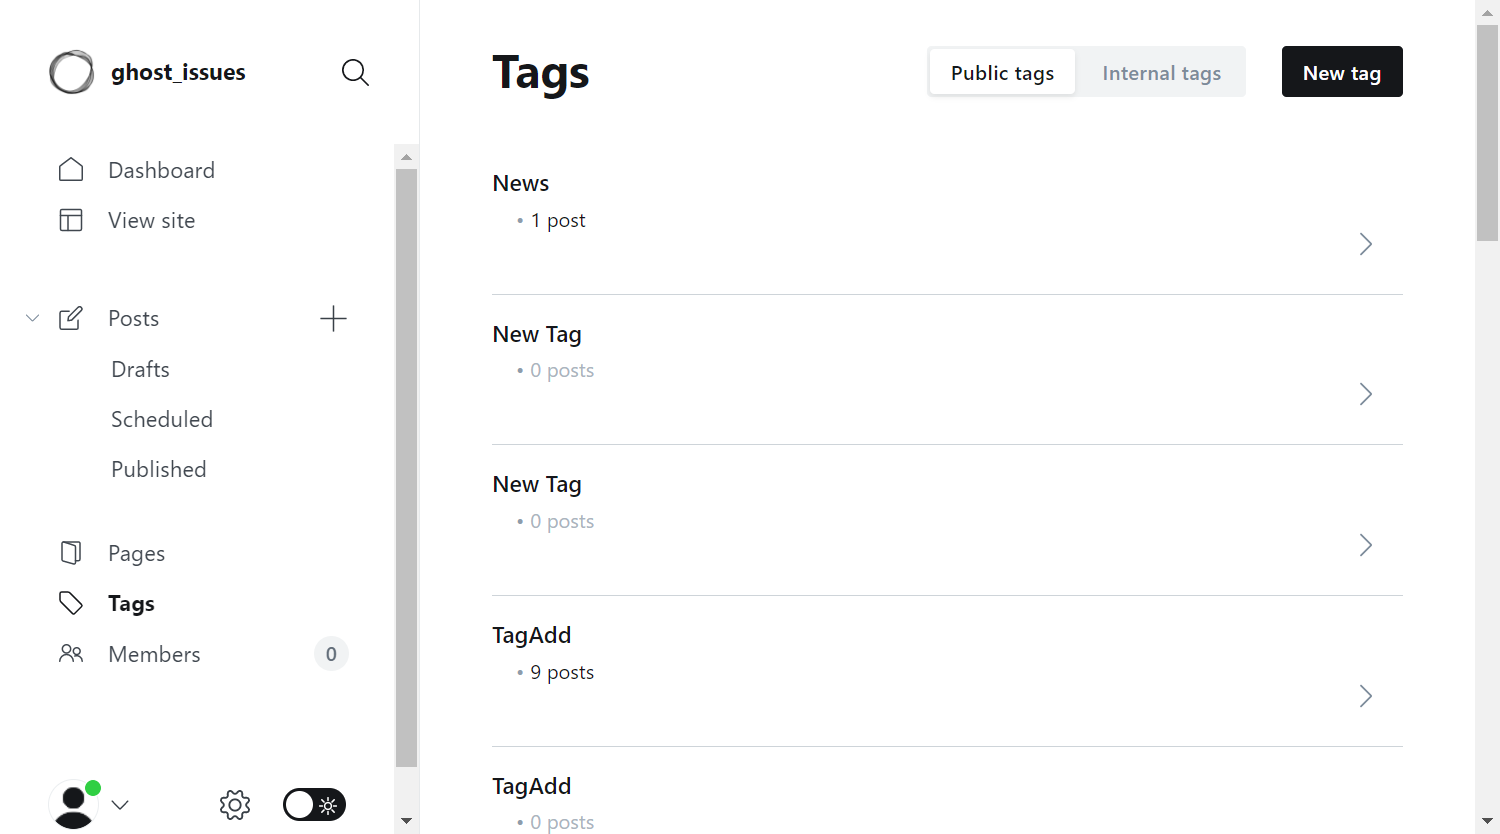 ghost_issues
Dashboard
View site
Posts
Drafts
Scheduled
Published
Pages
Tags
Members 0
Tags
Public tags Internal tags New tag
News
• 1 post
New Tag
• 0 posts
New Tag
• 0 posts
TagAdd
• 9 posts
TagAdd
• 0 posts